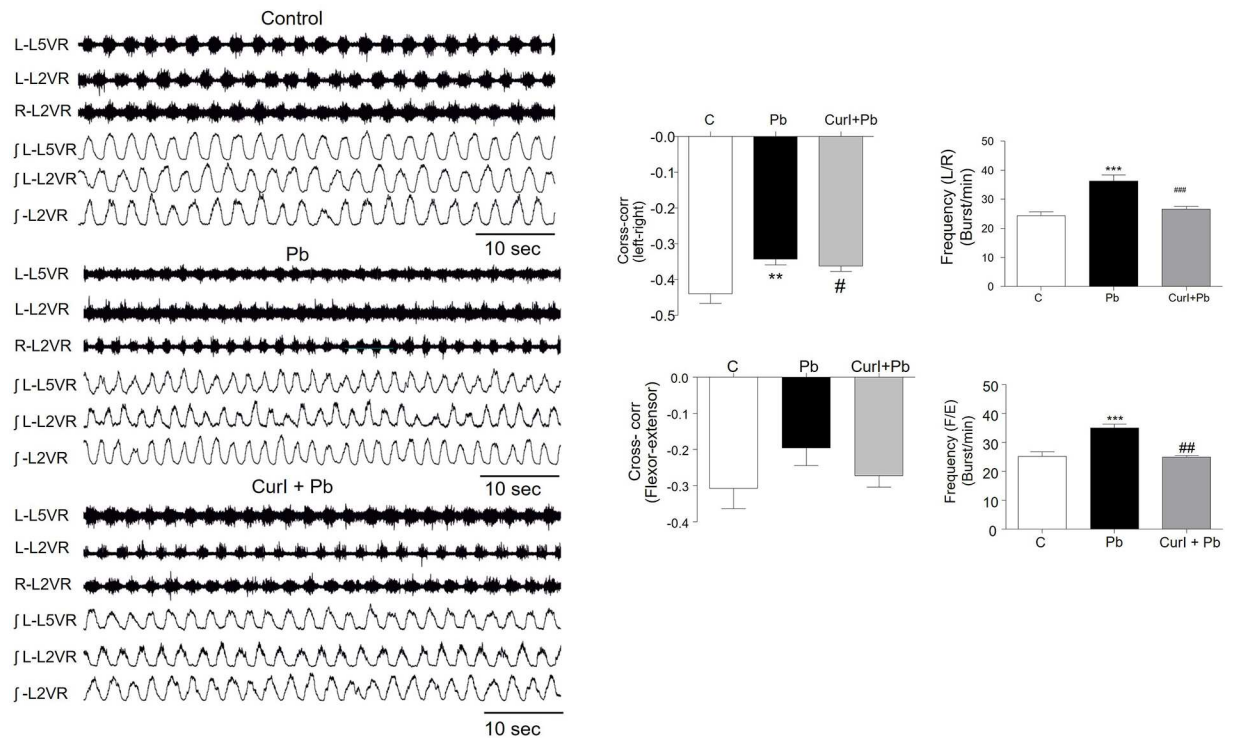 Control
L-L5VR
L-L2VR
R-L2VR
∫ L-L5VR
∫ L-L2VR
∫ -L2VR
10 sec
Pb
L-L5VR
L-L2VR
R-L2VR
∫ L-L5VR
∫ L-L2VR
∫ -L2VR
10 sec
Curl + Pb
L-L5VR
L-L2VR
R-L2VR
∫ L-L5VR
∫ L-L2VR
∫ -L2VR
10 sec
C Pb Curl+Pb
-0.0
-0.1
-0.2
-0.3
-0.4
-0.5
Corss-corr
(left-right)
**
#
50
40
30
20
10
0
Frequency (L/R)
(Burst/min)
***
###
C Pb Curl+Pb
C Pb Curl+Pb
0.0
-0.1
-0.2
-0.3
-0.4
Cross- corr
(Flexor-extensor)
50
40
30
20
10
0
Frequency (F/E)
(Burst/min)
***
##
C Pb Curl + Pb